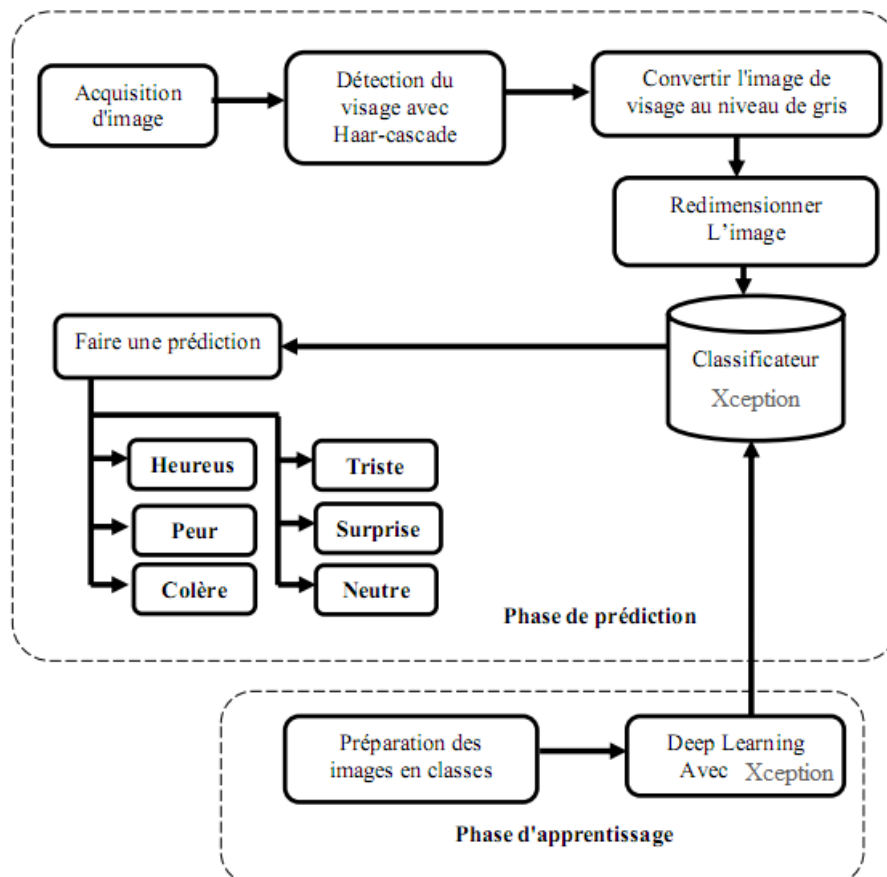 Acquisition
d'image
Détection du
visage avec
Haar-cascade
Convertir l'image de
visage au niveau de gris
Redimensionner
L’image
Classificateur
Xception
Faire une prédiction
Heureus
Triste
Peur
Surprise
Colère
Neutre
Phase de prédiction
Préparation des
images en classes
Deep Learning
Avec Xception
Phase d'apprentissage